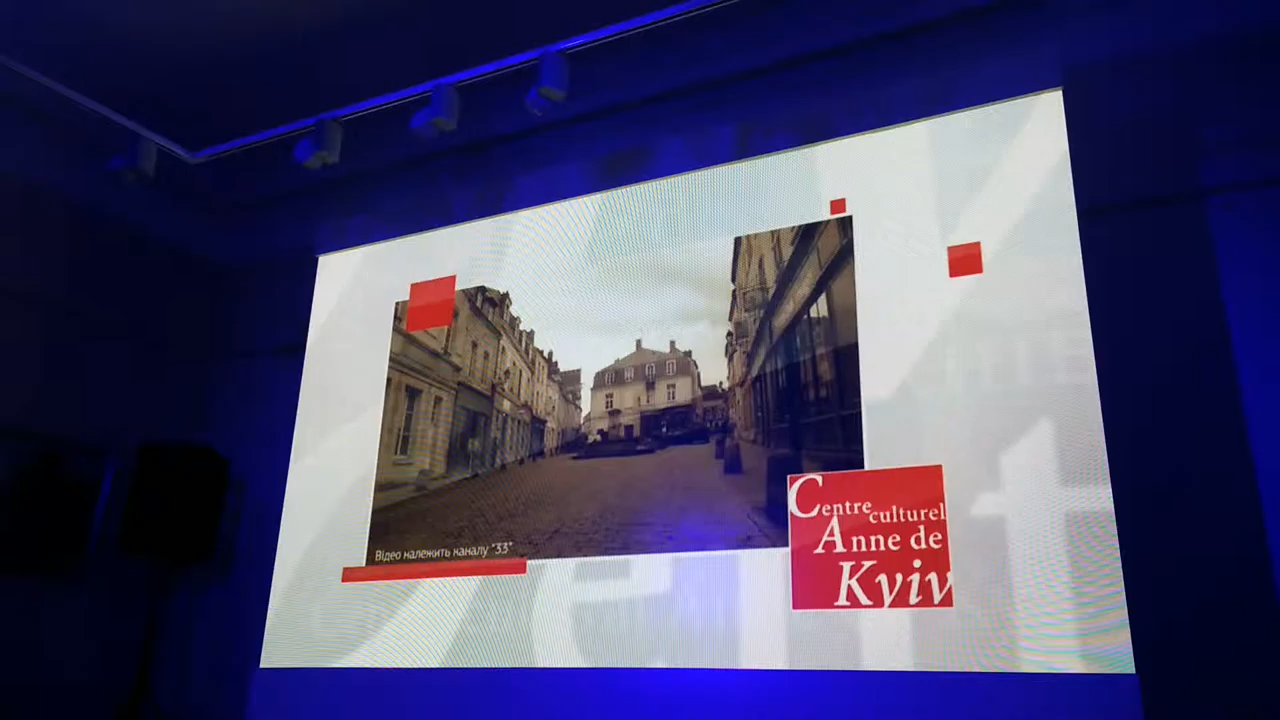 Відео належить каналу "33"
Centre culturel
Anne de
Kyiv